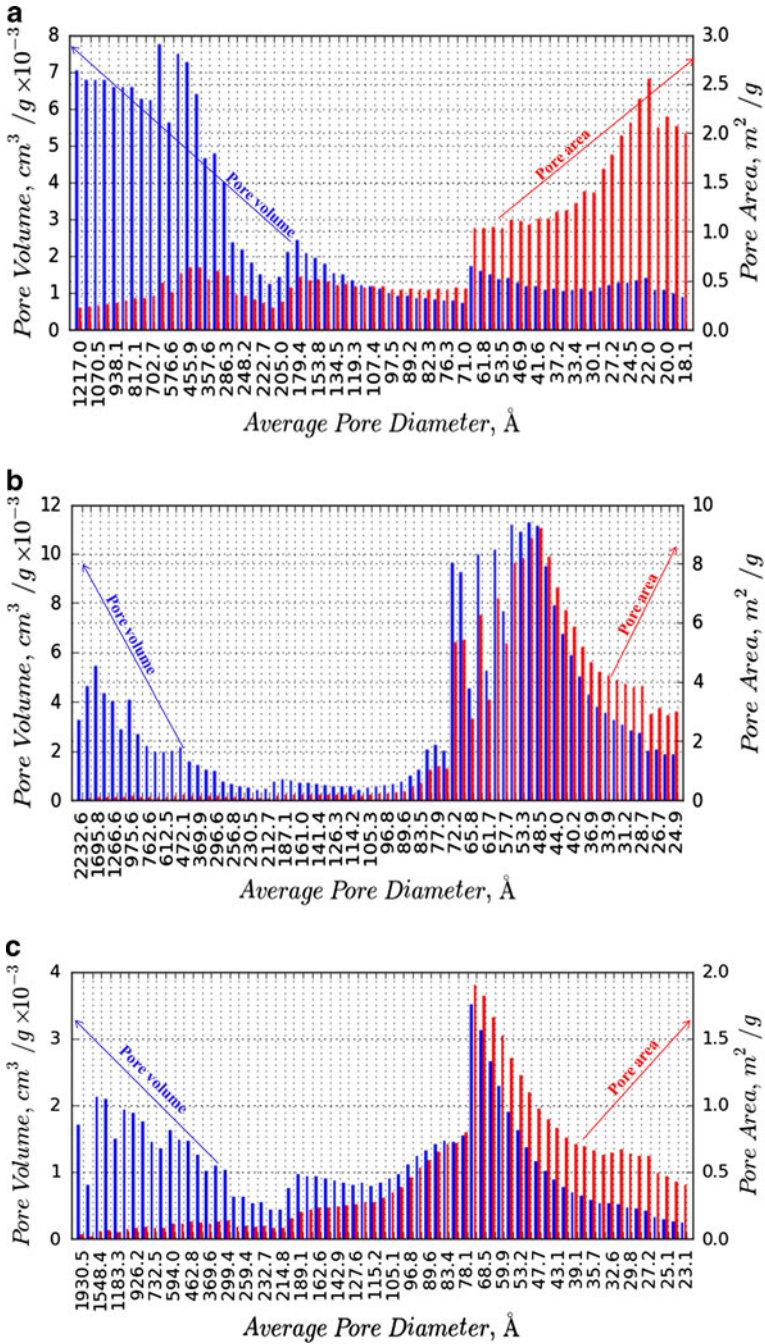 a
Pore Volume, cm³ /g ×10⁻³
8
7
6
5
4
3
2
1
0
Pore volume
Pore area
3.0
2.5
2.0
1.5
1.0
0.5
0.0
Pore Area, m² /g
1217.0 1070.5 938.1 817.1 702.7 576.6 455.9 357.6 286.3 248.2 222.7 205.0 179.4 153.8 134.5 119.3 107.4 97.5 89.2 82.3 76.3 71.0 61.8 53.5 46.9 41.6 37.2 33.4 30.1 27.2 24.5 22.0 20.0 18.1
Average Pore Diameter, Å
b
Pore Volume, cm³ /g ×10⁻³
12
10
8
6
4
2
0
Pore volume
Pore area
10
8
6
4
2
0
Pore Area, m² /g
2232.6 1695.8 1266.6 975.6 762.6 612.5 472.1 369.9 296.6 256.8 230.5 212.7 187.1 161.0 141.4 126.3 114.2 105.3 96.8 89.6 83.5 77.9 72.2 65.8 61.7 57.7 53.3 48.5 44.0 40.2 36.9 33.9 31.2 28.7 26.7 24.9
Average Pore Diameter, Å
c
Pore Volume, cm³ /g ×10⁻³
4
3
2
1
0
Pore volume
Pore area
2.0
1.5
1.0
0.5
0.0
Pore Area, m² /g
1930.5 1548.4 1183.3 926.2 732.5 594.0 462.8 369.6 299.4 259.4 232.7 214.8 189.1 162.6 142.9 127.6 115.2 105.1 96.8 89.6 83.4 78.1 68.5 59.9 53.2 47.7 43.1 39.1 35.7 32.6 29.8 27.2 25.1 23.1
Average Pore Diameter, Å